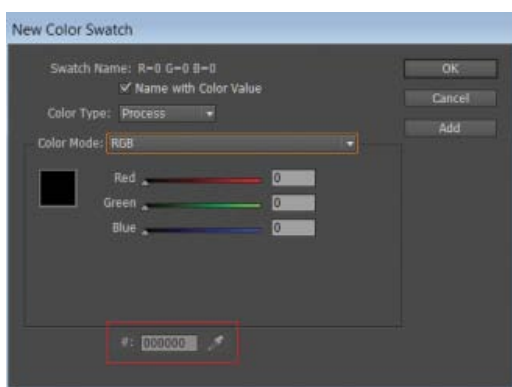 New Color Swatch
Swatch Name: R=0 G=0 B=0
Name with Color Value
Color Type: Process
Color Mode: RGB
Red 0
Green 0
Blue 0
#: 000000
OK
Cancel
Add